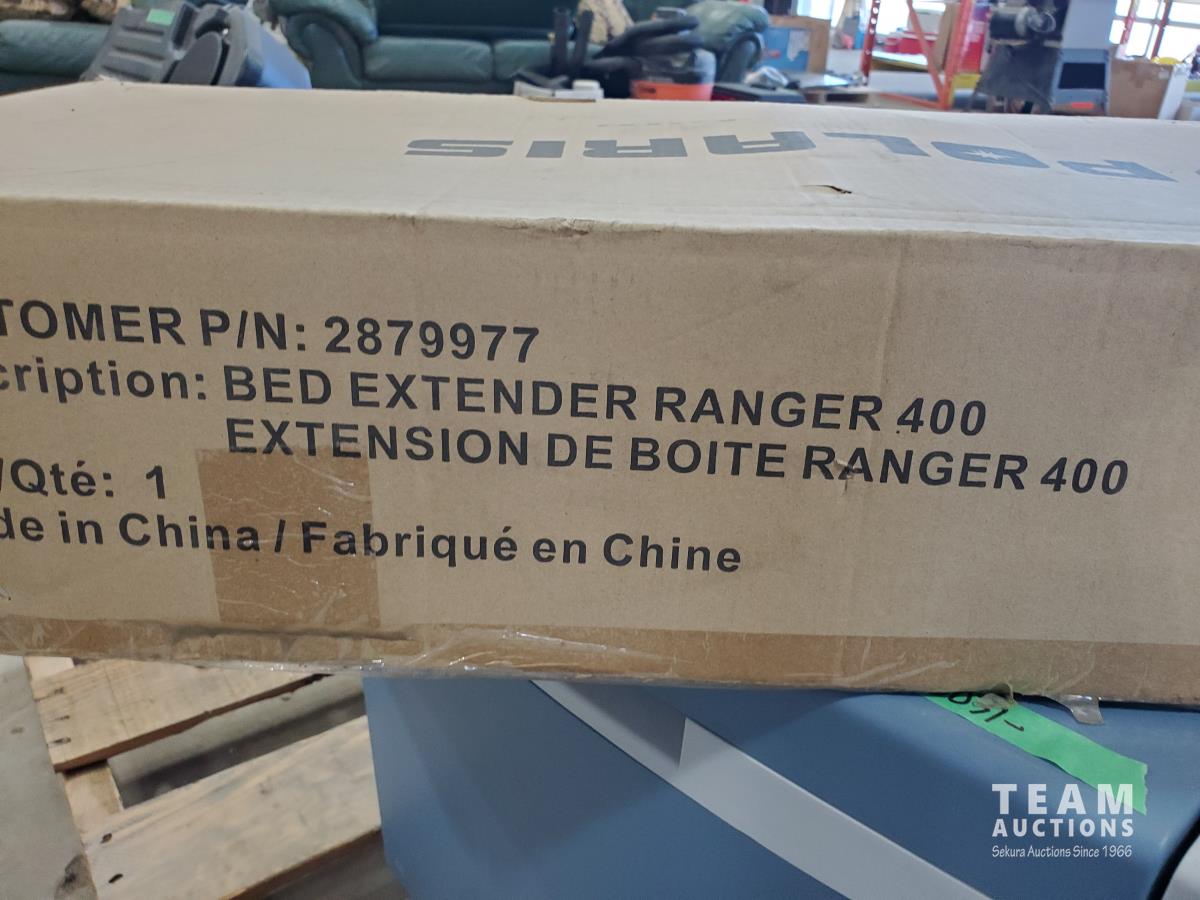 POLARIS
TOMER P/N: 2879977
cription: BED EXTENDER RANGER 400
EXTENSION DE BOITE RANGER 400
/Qté: 1
de in China / Fabriqué en Chine
TEAM
AUCTIONS
Sekura Auctions Since 1966